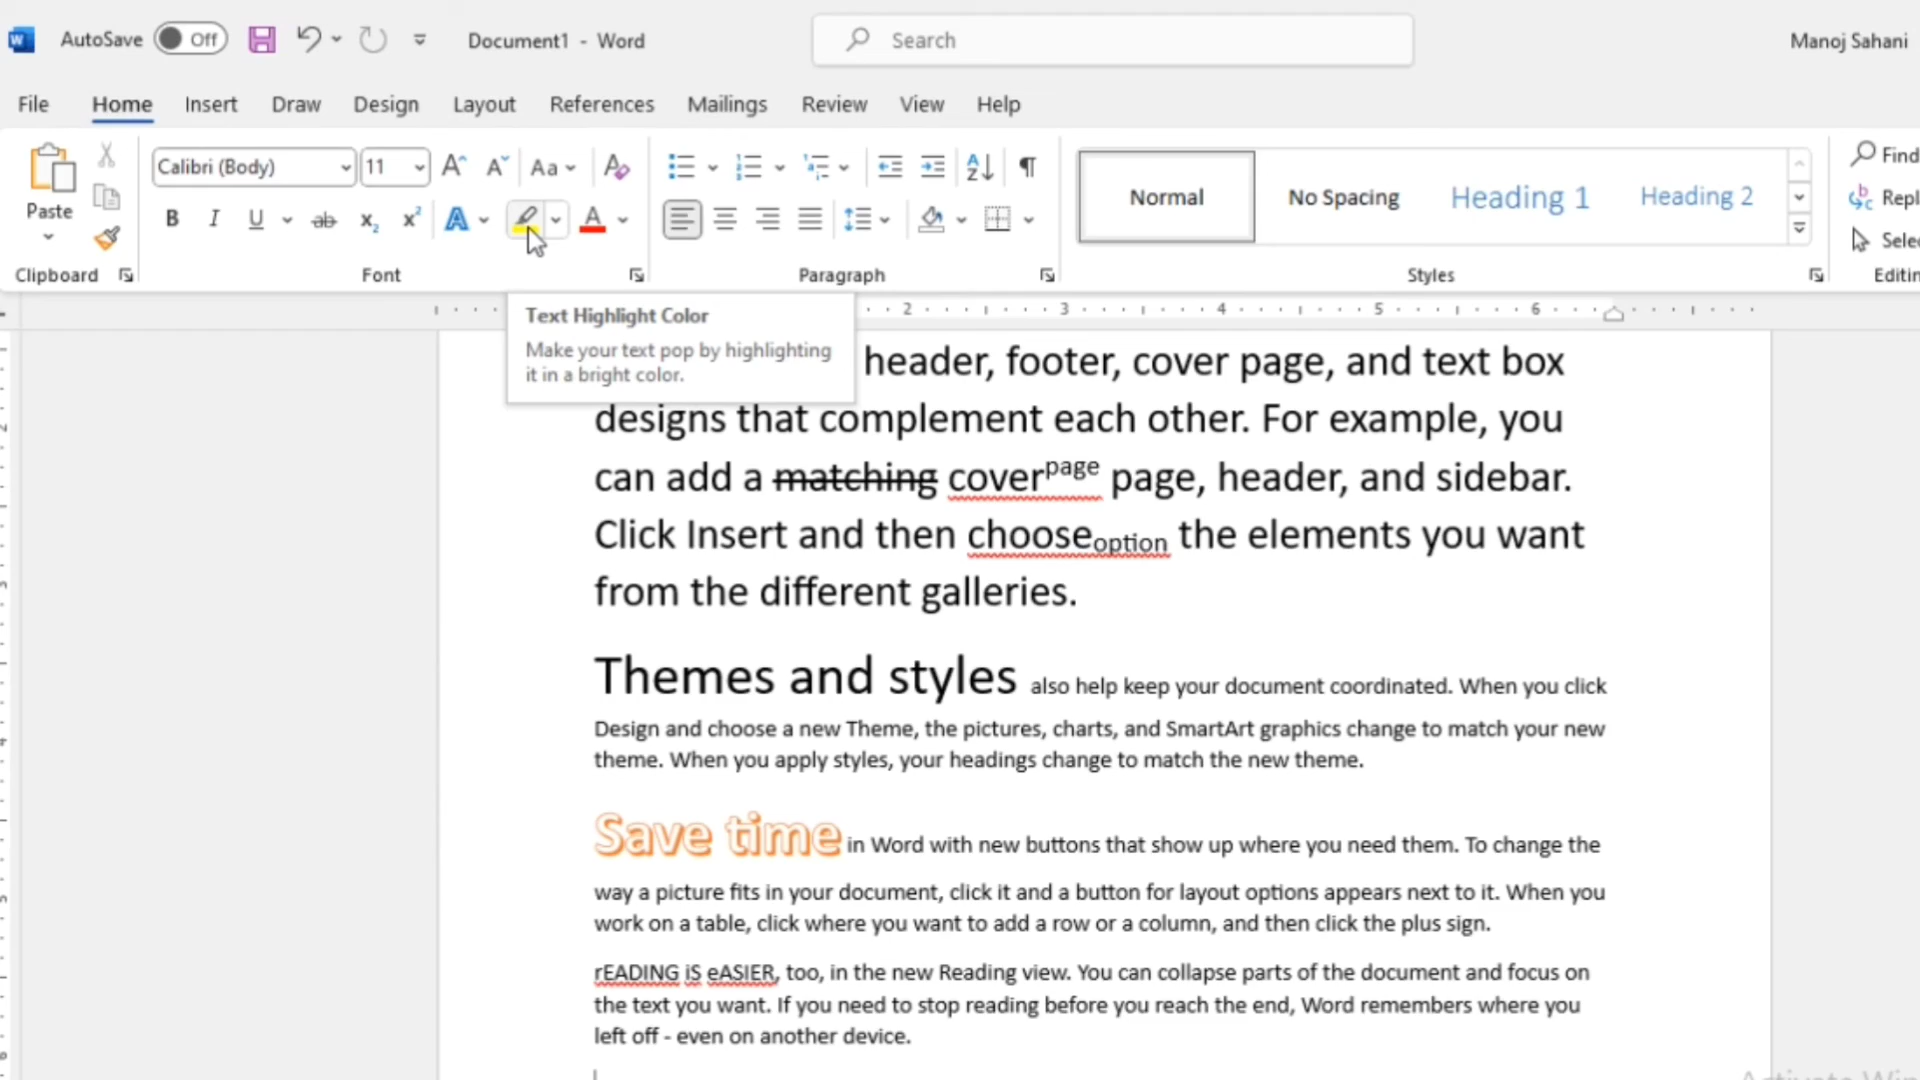 AutoSave Off Document1 - Word Search Manoj Sahani
File Home Insert Draw Design Layout References Mailings Review View Help
Paste
Clipboard
Calibri (Body) 11 Aa
B I U ab x₂ x² A A
Font
Paragraph
Normal No Spacing Heading 1 Heading 2
Styles
Find
Repl
Selec
Editin
Text Highlight Color
Make your text pop by highlighting
it in a bright color.
2 3 4 5 6
header, footer, cover page, and text box
designs that complement each other. For example, you
can add a matching coverpage page, header, and sidebar.
Click Insert and then chooseoption the elements you want
from the different galleries.
Themes and styles also help keep your document coordinated. When you click
Design and choose a new Theme, the pictures, charts, and SmartArt graphics change to match your new
theme. When you apply styles, your headings change to match the new theme.
Save time in Word with new buttons that show up where you need them. To change the
way a picture fits in your document, click it and a button for layout options appears next to it. When you
work on a table, click where you want to add a row or a column, and then click the plus sign.
rEADING iS eASIER, too, in the new Reading view. You can collapse parts of the document and focus on
the text you want. If you need to stop reading before you reach the end, Word remembers where you
left off - even on another device.